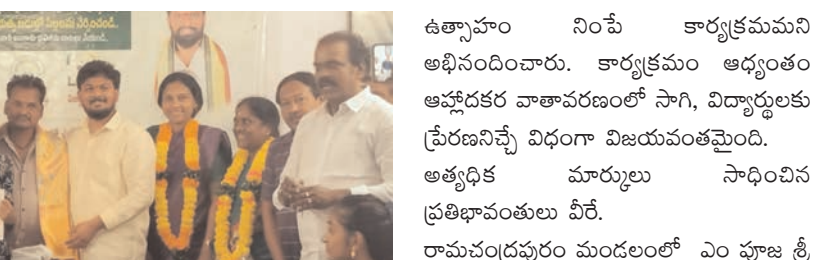 ఉత్సాహం నింపే కార్యక్రమమని
అభినందించారు. కార్యక్రమం ఆధ్యంతం
ఆహ్లాదకర వాతావరణంలో సాగి, విద్యార్థులకు
ప్రేరణనిచ్చే విధంగా విజయవంతమైంది.
అత్యధిక మార్కులు సాధించిన
ప్రతిభావంతులు వీరే.
రామచంద్రపురం మండలంలో ఎం పూజ శ్రీ